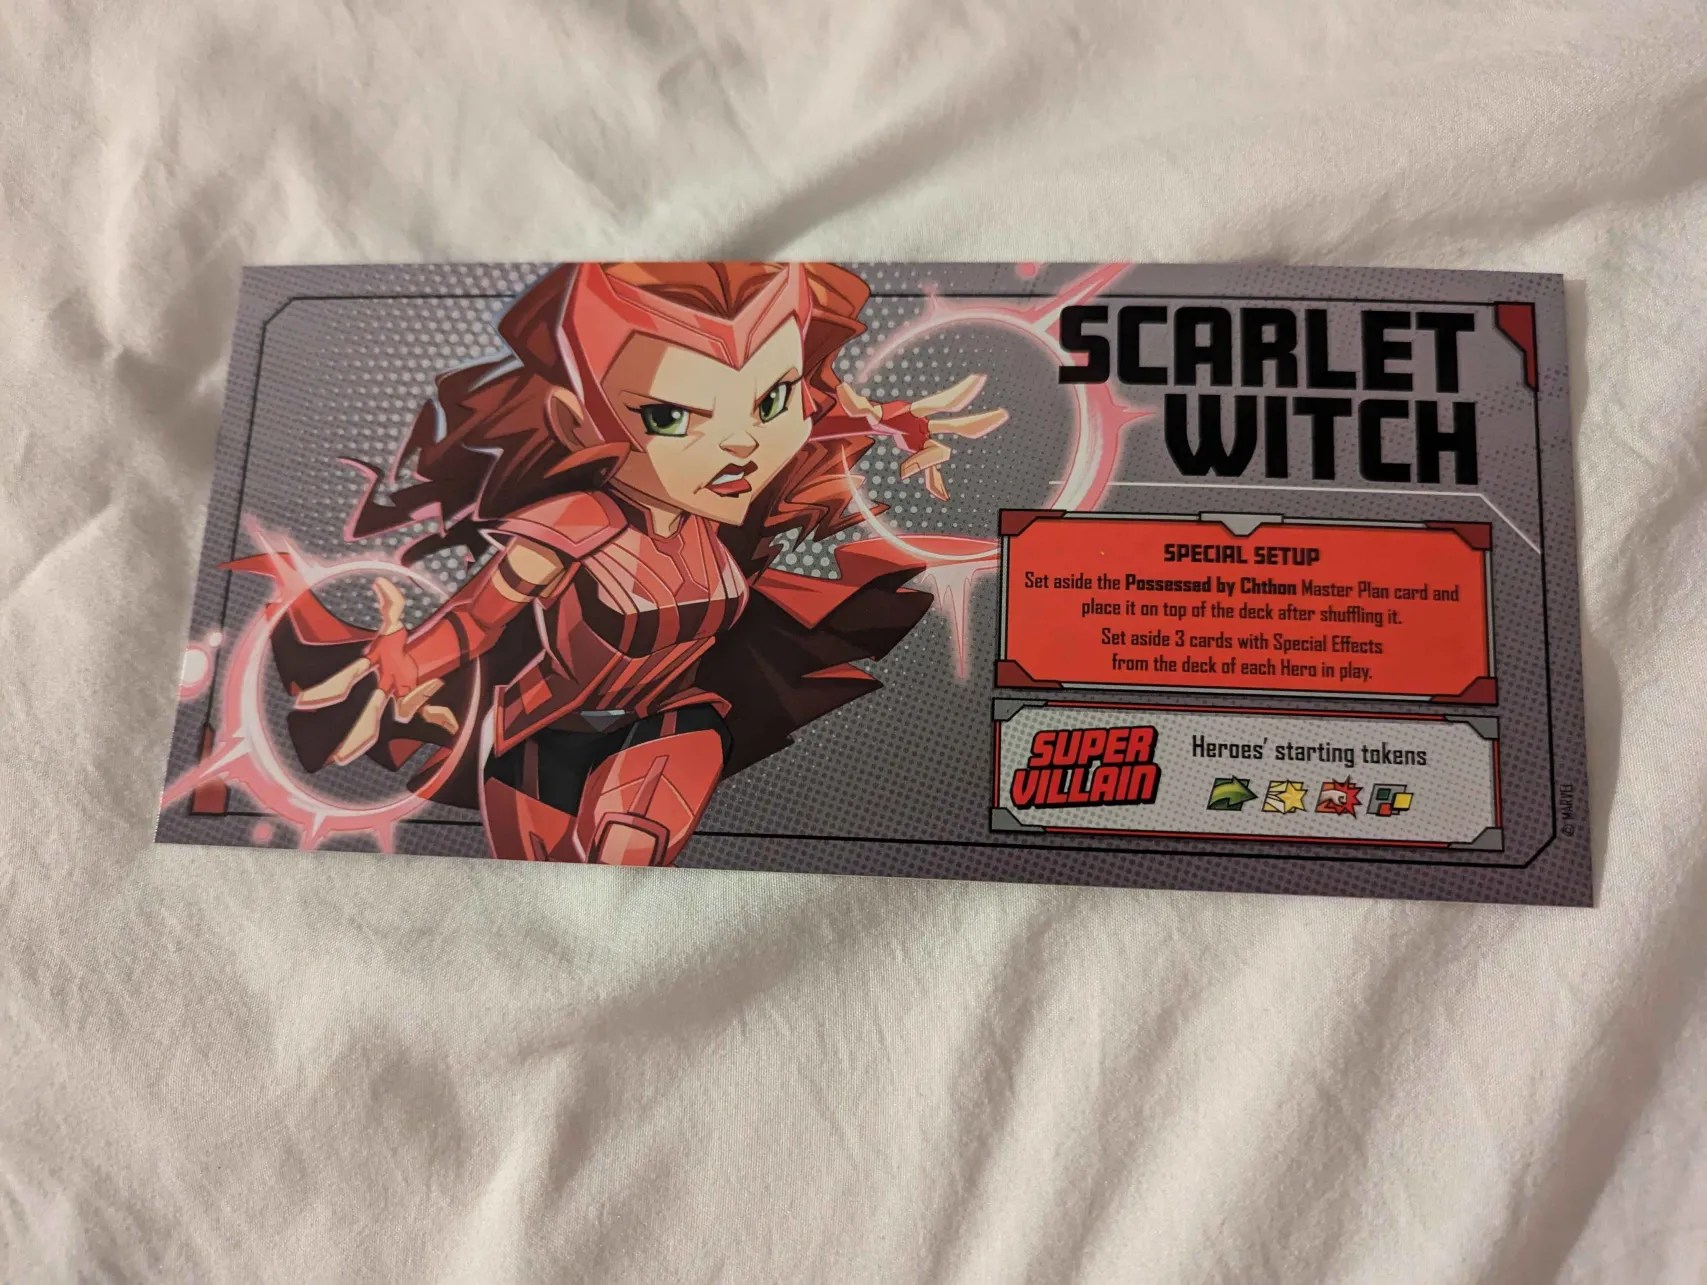 SCARLET
WITCH
SPECIAL SETUP
Set aside the Possessed by Chthon Master Plan card and
place it on top of the deck after shuffling it.
Set aside 3 cards with Special Effects
from the deck of each Hero in play.
SUPER
VILLAIN
Heroes' starting tokens
© MARVEL